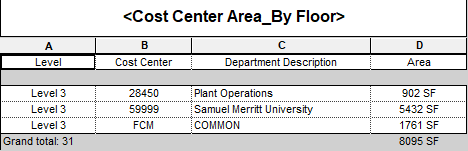 <Cost Center Area_By Floor>
A B C D
Level Cost Center Department Description Area
Level 3 28450 Plant Operations 902 SF
Level 3 59999 Samuel Merritt University 5432 SF
Level 3 FCM COMMON 1761 SF
Grand total: 31 8095 SF